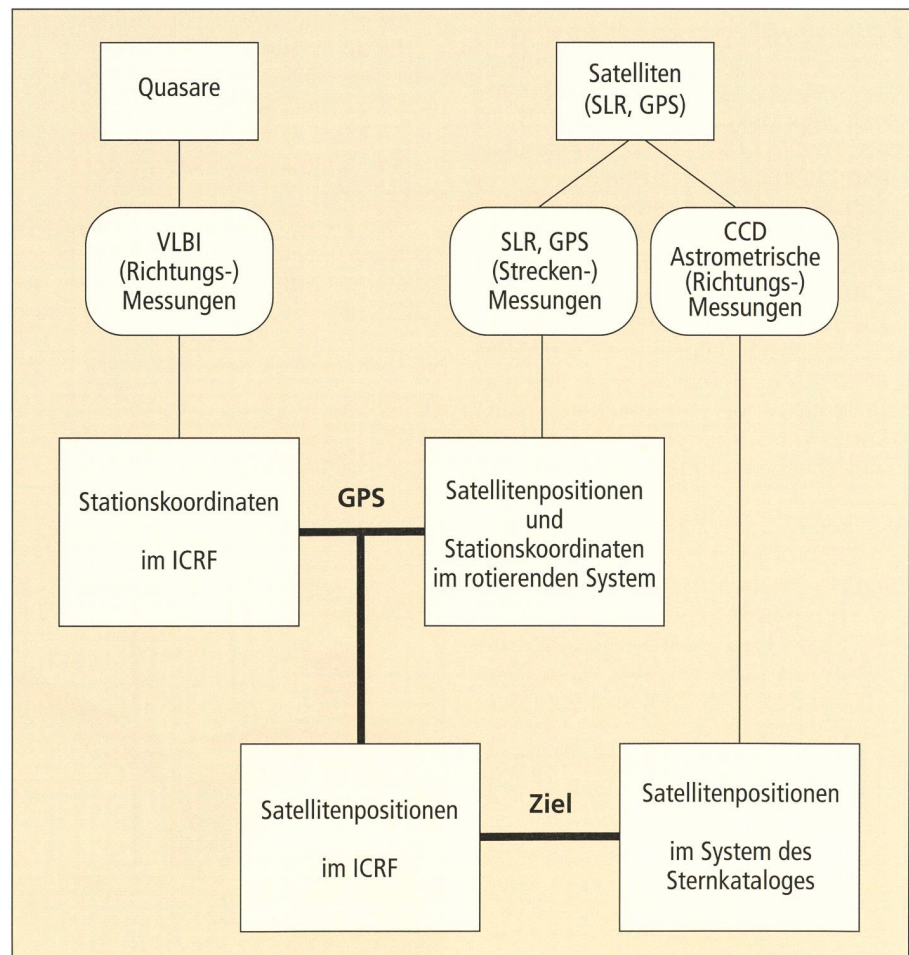 Quasare
Satelliten
(SLR, GPS)
VLBI
(Richtungs-)
Messungen
SLR, GPS
(Strecken-)
Messungen
CCD
Astrometrische
(Richtungs-)
Messungen
Stationskoordinaten
im ICRF
GPS
Satellitenpositionen
und
Stationskoordinaten
im rotierenden System
Satellitenpositionen
im ICRF
Ziel
Satellitenpositionen
im System des
Sternkataloges